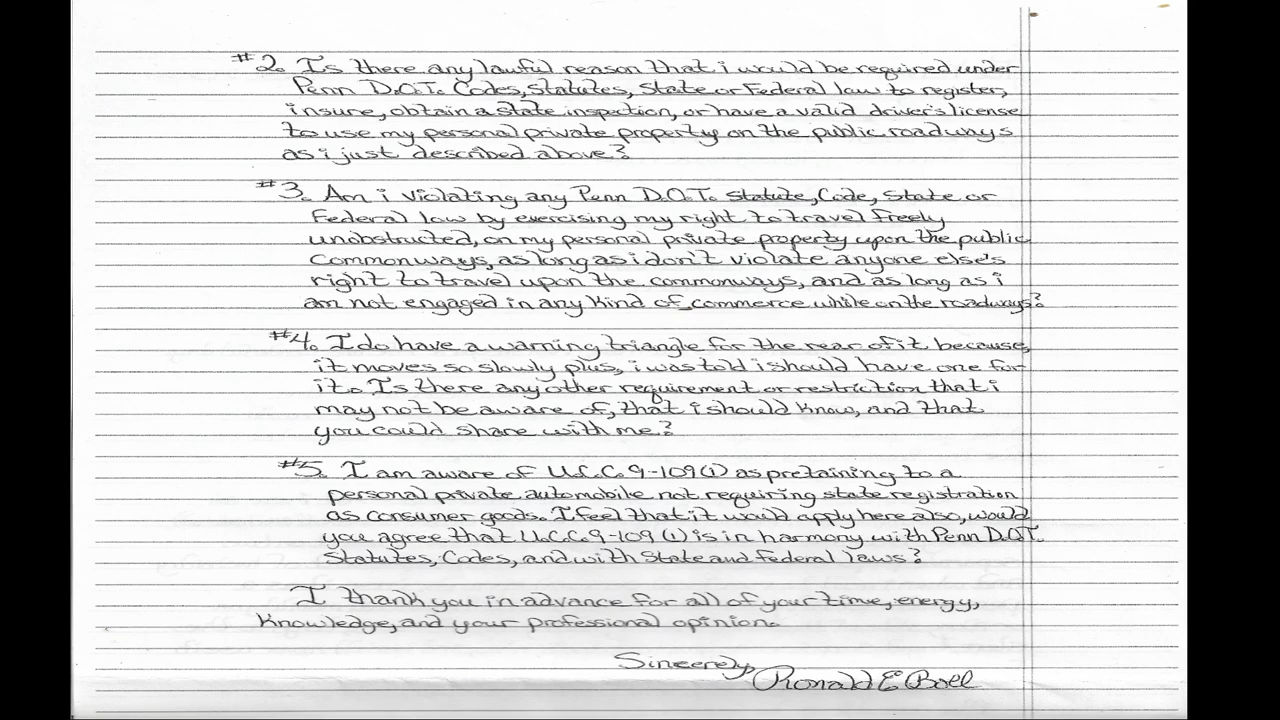 #2. Is there any lawful reason that i would be required under
Penn D.O.T. Codes, Statutes, State or Federal law to register,
insure, obtain a state inspection, or have a valid driver's license
to use my personal private property on the public roadways
as i just described above?
#3. Am i violating any Penn D.O.T. Statute, Code, State or
Federal law by exercising my right to travel freely
unobstructed, on my personal private property upon the public
commonways, as long as i don't violate anyone else's
right to travel upon the commonways, and as long as i
am not engaged in any kind of commerce while on the roadways?
#4. I do have a warning triangle for the rear of it because,
it moves so slowly plus, i was told i should have one for
it. Is there any other requirement or restriction that i
may not be aware of, that i should know, and that
you could share with me?
#5. I am aware of U.C.C. 9-109(1) as pretaining to a
personal private automobile not requiring state registration
as consumer goods. I feel that it would apply here also, would
you agree that U.C.C. 9-109 (1) is in harmony with Penn D.O.T.
Statutes, Codes, and with State and Federal laws?
I thank you in advance for all of your time, energy,
knowledge, and your professional opinion.
Sincerely,
Ronald E Boel